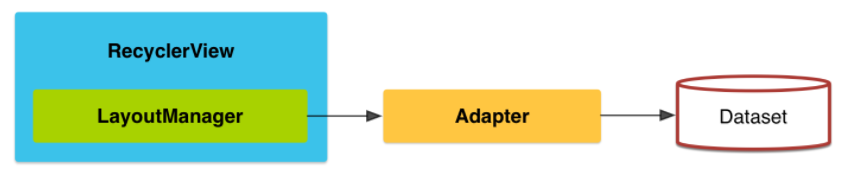 RecyclerView
LayoutManager
Adapter
Dataset